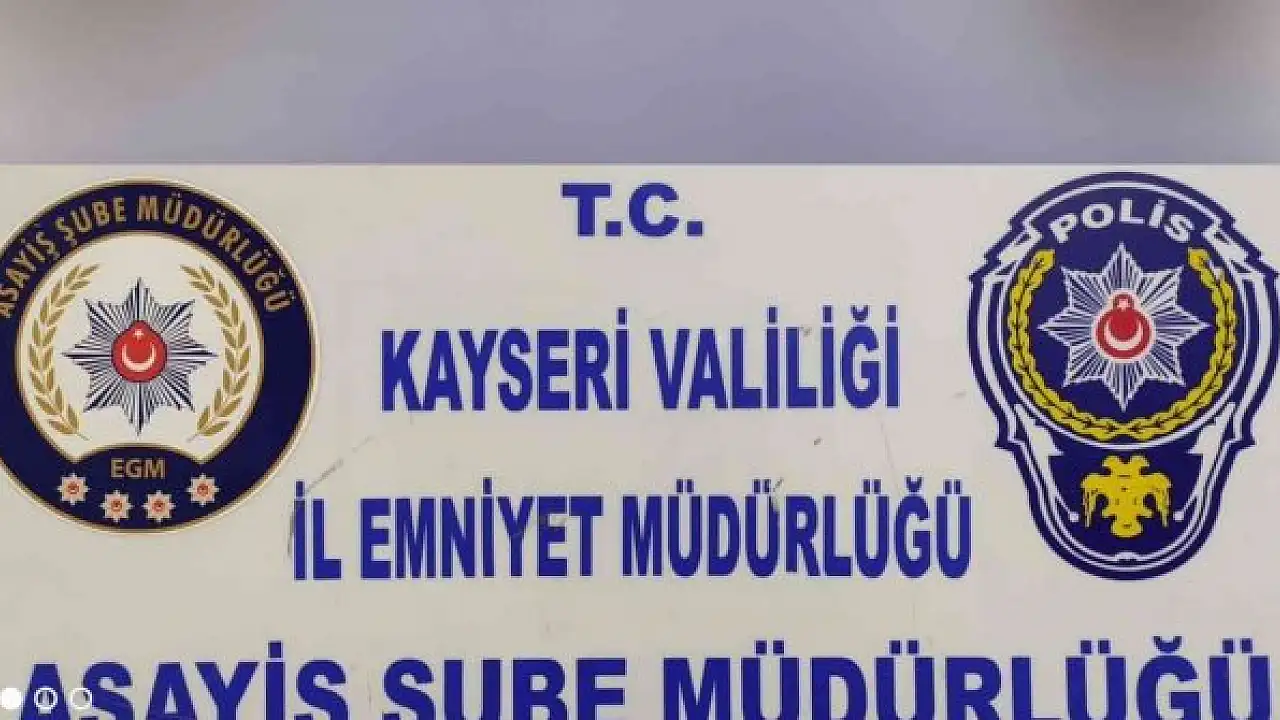 T.C.
KAYSERİ VALİLİĞİ
İL EMNİYET MÜDÜRLÜĞÜ
ASAYİŞ ŞUBE MÜDÜRLÜĞÜ
ASAYİŞ ŞUBE MÜDÜRLÜĞÜ
EGM
POLİS